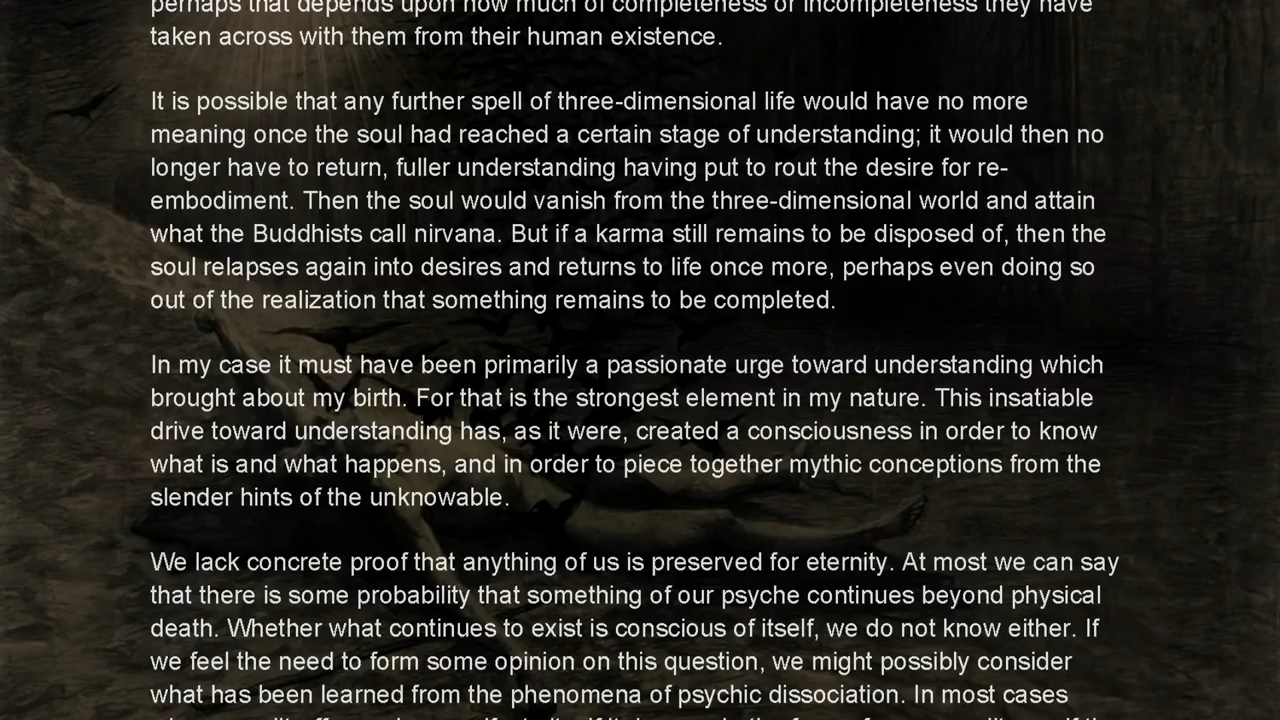 perhaps that depends upon how much of completeness or incompleteness they have
taken across with them from their human existence.
It is possible that any further spell of three-dimensional life would have no more
meaning once the soul had reached a certain stage of understanding; it would then no
longer have to return, fuller understanding having put to rout the desire for re-
embodiment. Then the soul would vanish from the three-dimensional world and attain
what the Buddhists call nirvana. But if a karma still remains to be disposed of, then the
soul relapses again into desires and returns to life once more, perhaps even doing so
out of the realization that something remains to be completed.
In my case it must have been primarily a passionate urge toward understanding which
brought about my birth. For that is the strongest element in my nature. This insatiable
drive toward understanding has, as it were, created a consciousness in order to know
what is and what happens, and in order to piece together mythic conceptions from the
slender hints of the unknowable.
We lack concrete proof that anything of us is preserved for eternity. At most we can say
that there is some probability that something of our psyche continues beyond physical
death. Whether what continues to exist is conscious of itself, we do not know either. If
we feel the need to form some opinion on this question, we might possibly consider
what has been learned from the phenomena of psychic dissociation. In most cases